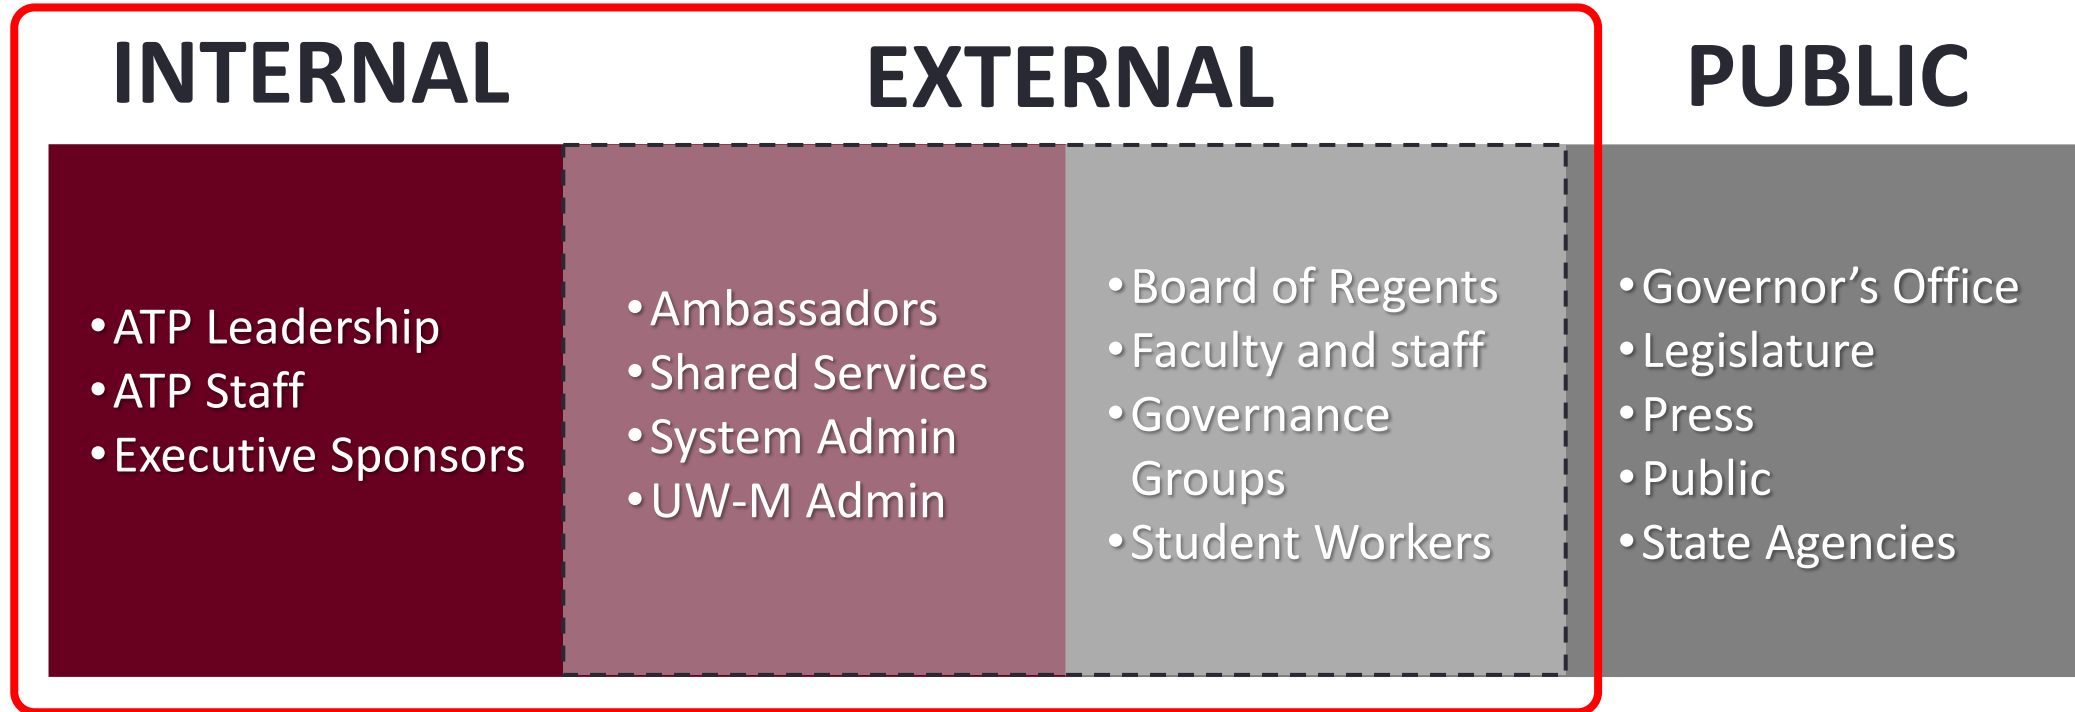 INTERNAL
EXTERNAL
PUBLIC
•ATP Leadership
•ATP Staff
•Executive Sponsors
•Ambassadors
•Shared Services
•System Admin
•UW-M Admin
•Board of Regents
•Faculty and staff
•Governance
Groups
•Student Workers
•Governor’s Office
•Legislature
•Press
•Public
•State Agencies